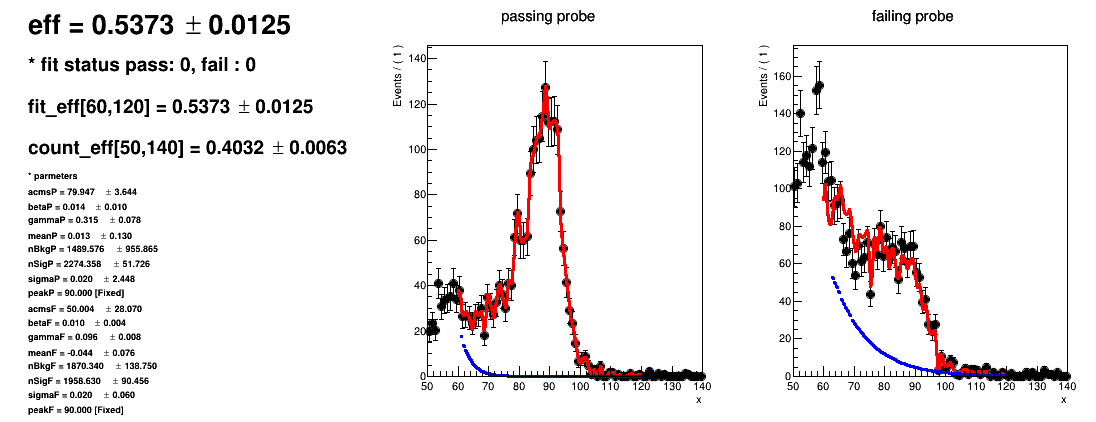 eff = 0.5373 ± 0.0125
* fit status pass: 0, fail : 0
fit_eff[60,120] = 0.5373 ± 0.0125
count_eff[50,140] = 0.4032 ± 0.0063
* parmeters
acmsP = 79.947 ± 3.644
betaP = 0.014 ± 0.010
gammaP = 0.315 ± 0.078
meanP = 0.013 ± 0.130
nBkgP = 1489.576 ± 955.865
nSigP = 2274.358 ± 51.726
sigmaP = 0.020 ± 2.448
peakP = 90.000 [Fixed]
acmsF = 50.004 ± 28.070
betaF = 0.010 ± 0.004
gammaF = 0.096 ± 0.008
meanF = -0.044 ± 0.076
nBkgF = 1870.340 ± 138.750
nSigF = 1958.630 ± 90.456
sigmaF = 0.020 ± 0.060
peakF = 90.000 [Fixed]
passing probe
Events / ( 1 )
140
120
100
80
60
40
20
0
50 60 70 80 90 100 110 120 130 140
x
failing probe
Events / ( 1 )
160
140
120
100
80
60
40
20
0
50 60 70 80 90 100 110 120 130 140
x